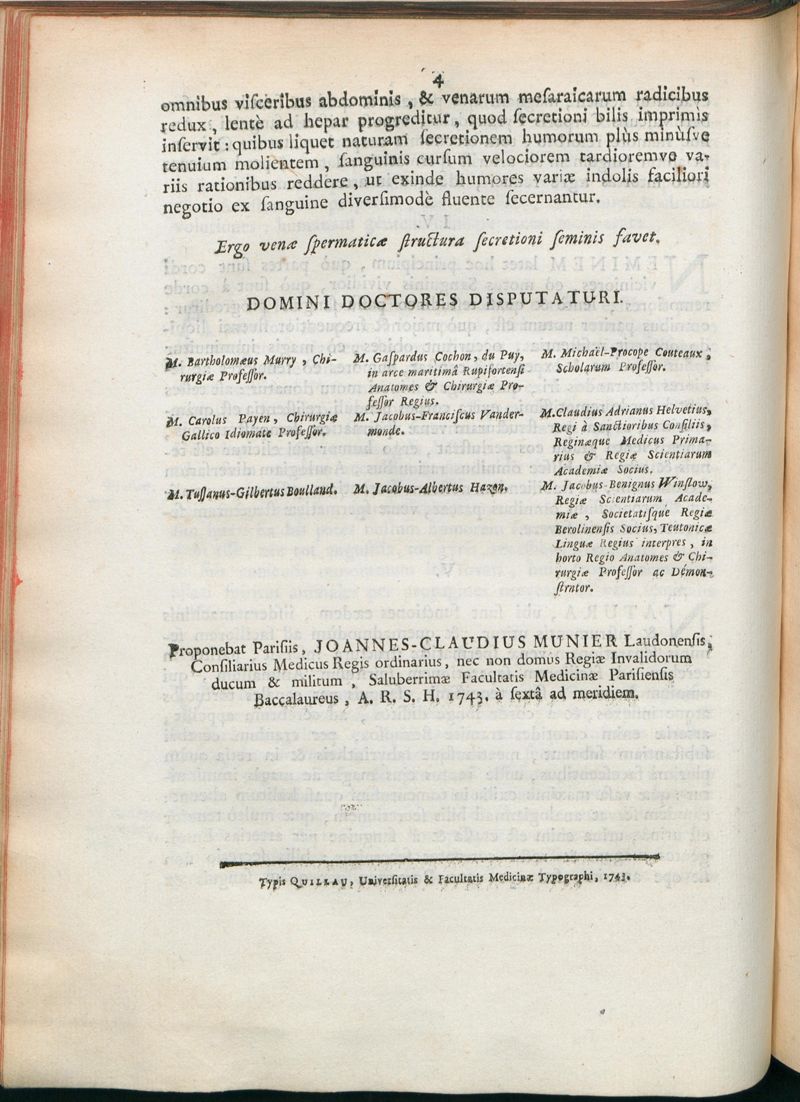 4
omnibus viſceribus abdominis, & venarum meſaraicarum radicibus
redux, lentè ad hepar progreditur, quod ſecretioni bilis imprimis
inſervit : quibus liquet naturam ſecretionem humorum plùs minùſve
tenuium molientem, ſanguinis curſum velociorem tardioremve va-
riis rationibus reddere, ut exinde humores variæ indolis faciliori
negotio ex ſanguine diverſimodè fluente ſecernantur.
Ergo venæ ſpermaticæ ſtructura ſecretioni ſeminis favet.
DOMINI DOCTORES DISPUTATURI.
M. Bartholomæus Murry, Chi-
rurgiæ Profeſſor.
M. Gaſpardus Cochon, du Puy,
in arce maritimâ Rupifortenſi
Anatomes & Chirurgiæ Pro-
feſſor Regius.
M. Michaël-Procope Couteaux,
Scholarum Profeſſor.
M. Carolus Payen, Chirurgiæ
Gallico Idiomate Profeſſor.
M. Jacobus-Franciſcus Vander-
monde.
M. Claudius Adrianus Helvetius,
Regi à Sanctioribus Conſiliis,
Reginæque Medicus Prima-
rius & Regiæ Scientiarum
Academiæ Socius.
M. Tuſſanus-Gilbertus Boulland.
M. Jacobus-Albertus Hazon.
M. Jacobus-Benignus Winſlow,
Regiæ Scientiarum Acade-
miæ, Societatiſque Regiæ
Berolinenſis Socius, Teutonicæ
Linguæ Regius interpres, in
horto Regio Anatomes & Chi-
rurgiæ Profeſſor ac Démon-
ſtrator.
Proponebat Pariſiis, JOANNES-CLAUDIUS MUNIER Laudonenſis,
Conſiliarius Medicus Regis ordinarius, nec non domus Regiæ Invalidorum
ducum & militum, Saluberrimæ Facultatis Medicinæ Pariſienſis
Baccalaureus, A. R. S. H. 1743. à ſextâ ad meridiem.
Typis QUILLAU, Univerſitatis & Facultatis Medicinæ Typographi, 1743.